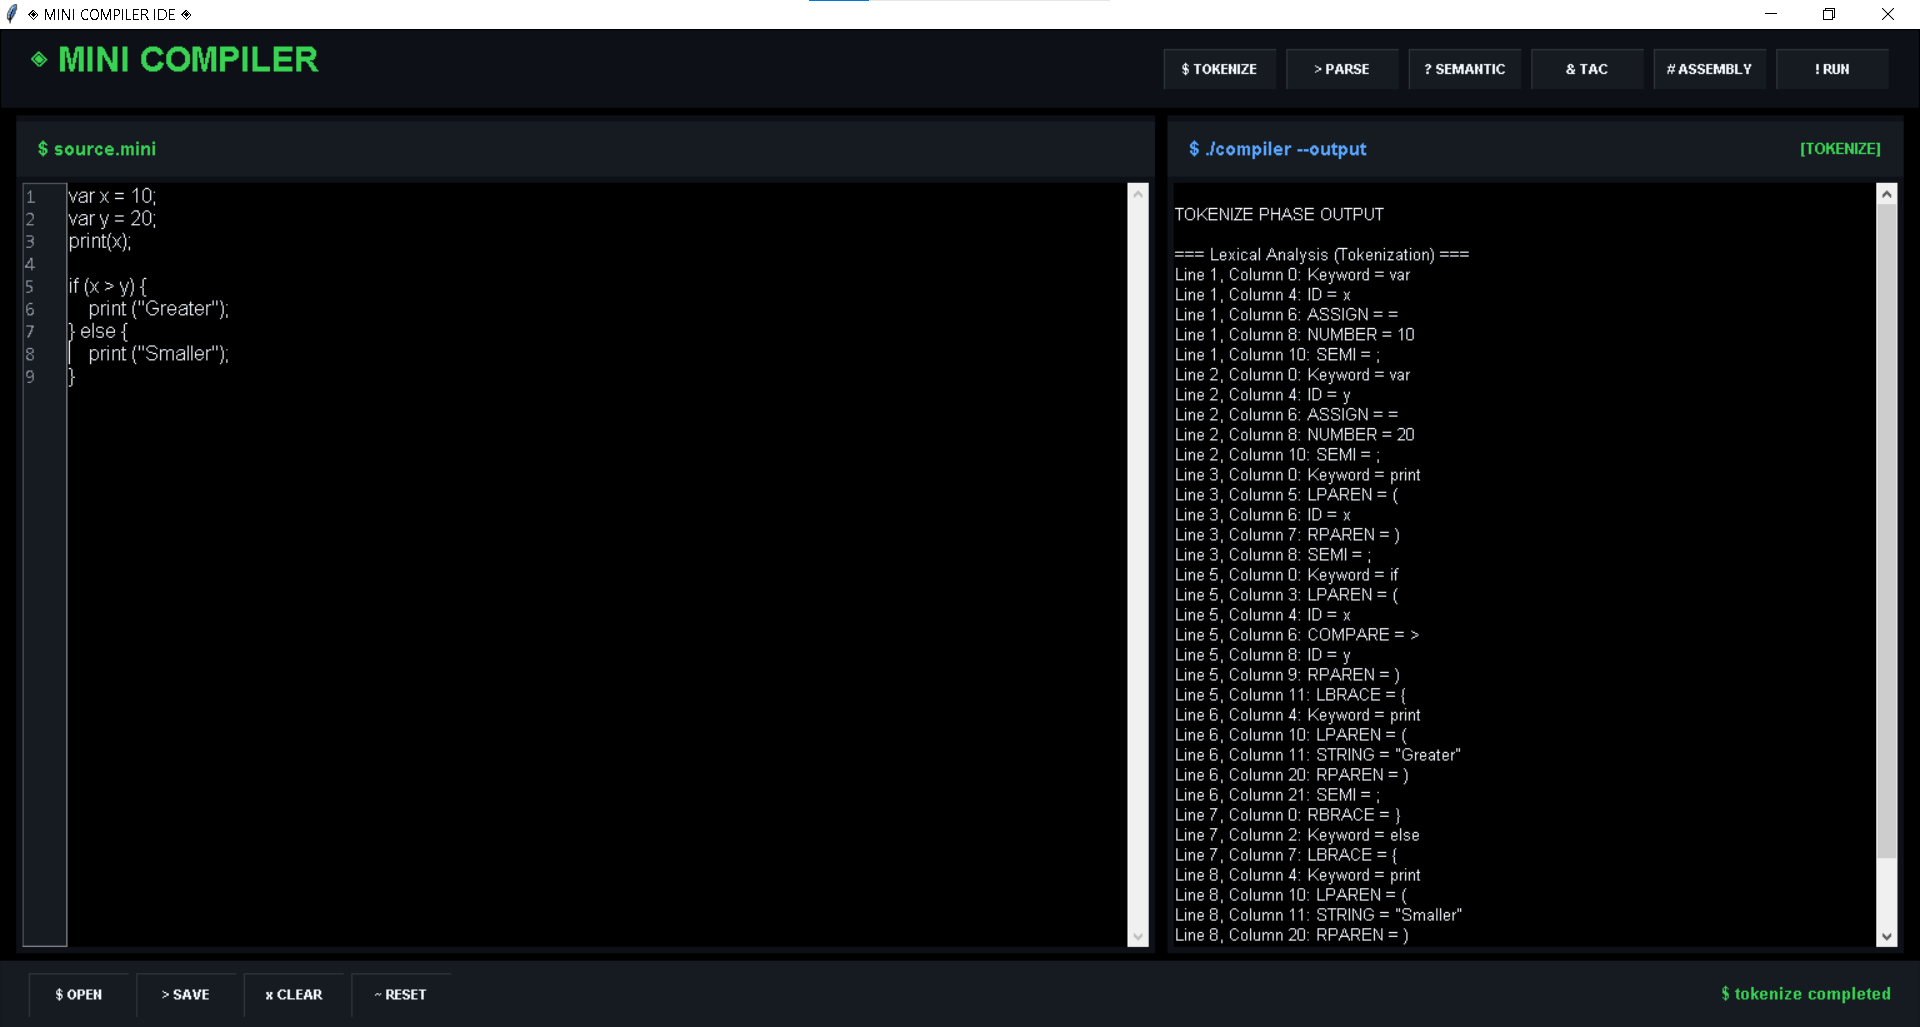 ◈ MINI COMPILER IDE ◈
◈ MINI COMPILER
$ TOKENIZE
> PARSE
? SEMANTIC
& TAC
# ASSEMBLY
! RUN
$ source.mini
1 var x = 10;
2 var y = 20;
3 print(x);
4
5 if (x > y) {
6     print ("Greater");
7 } else {
8     print ("Smaller");
9 }
$ ./compiler --output
[TOKENIZE]
TOKENIZE PHASE OUTPUT
=== Lexical Analysis (Tokenization) ===
Line 1, Column 0: Keyword = var
Line 1, Column 4: ID = x
Line 1, Column 6: ASSIGN = =
Line 1, Column 8: NUMBER = 10
Line 1, Column 10: SEMI = ;
Line 2, Column 0: Keyword = var
Line 2, Column 4: ID = y
Line 2, Column 6: ASSIGN = =
Line 2, Column 8: NUMBER = 20
Line 2, Column 10: SEMI = ;
Line 3, Column 0: Keyword = print
Line 3, Column 5: LPAREN = (
Line 3, Column 6: ID = x
Line 3, Column 7: RPAREN = )
Line 3, Column 8: SEMI = ;
Line 5, Column 0: Keyword = if
Line 5, Column 3: LPAREN = (
Line 5, Column 4: ID = x
Line 5, Column 6: COMPARE = >
Line 5, Column 8: ID = y
Line 5, Column 9: RPAREN = )
Line 5, Column 11: LBRACE = {
Line 6, Column 4: Keyword = print
Line 6, Column 10: LPAREN = (
Line 6, Column 11: STRING = "Greater"
Line 6, Column 20: RPAREN = )
Line 6, Column 21: SEMI = ;
Line 7, Column 0: RBRACE = }
Line 7, Column 2: Keyword = else
Line 7, Column 7: LBRACE = {
Line 8, Column 4: Keyword = print
Line 8, Column 10: LPAREN = (
Line 8, Column 11: STRING = "Smaller"
Line 8, Column 20: RPAREN = )
$ OPEN
> SAVE
x CLEAR
~ RESET
$ tokenize completed